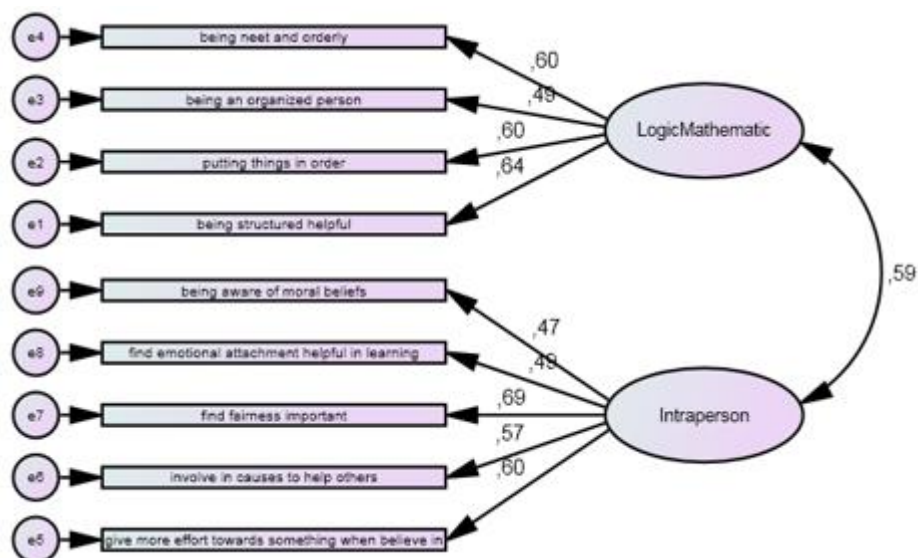 e4
being neet and orderly
,60
e3
being an organized person
,49
LogicMathematic
e2
putting things in order
,60
e1
being structured helpful
,64
,59
e9
being aware of moral beliefs
,47
e8
find emotional attachment helpful in learning
,49
e7
find fairness important
,69
Intraperson
e6
involve in causes to help others
,57
e5
give more effort towards something when believe in
,60